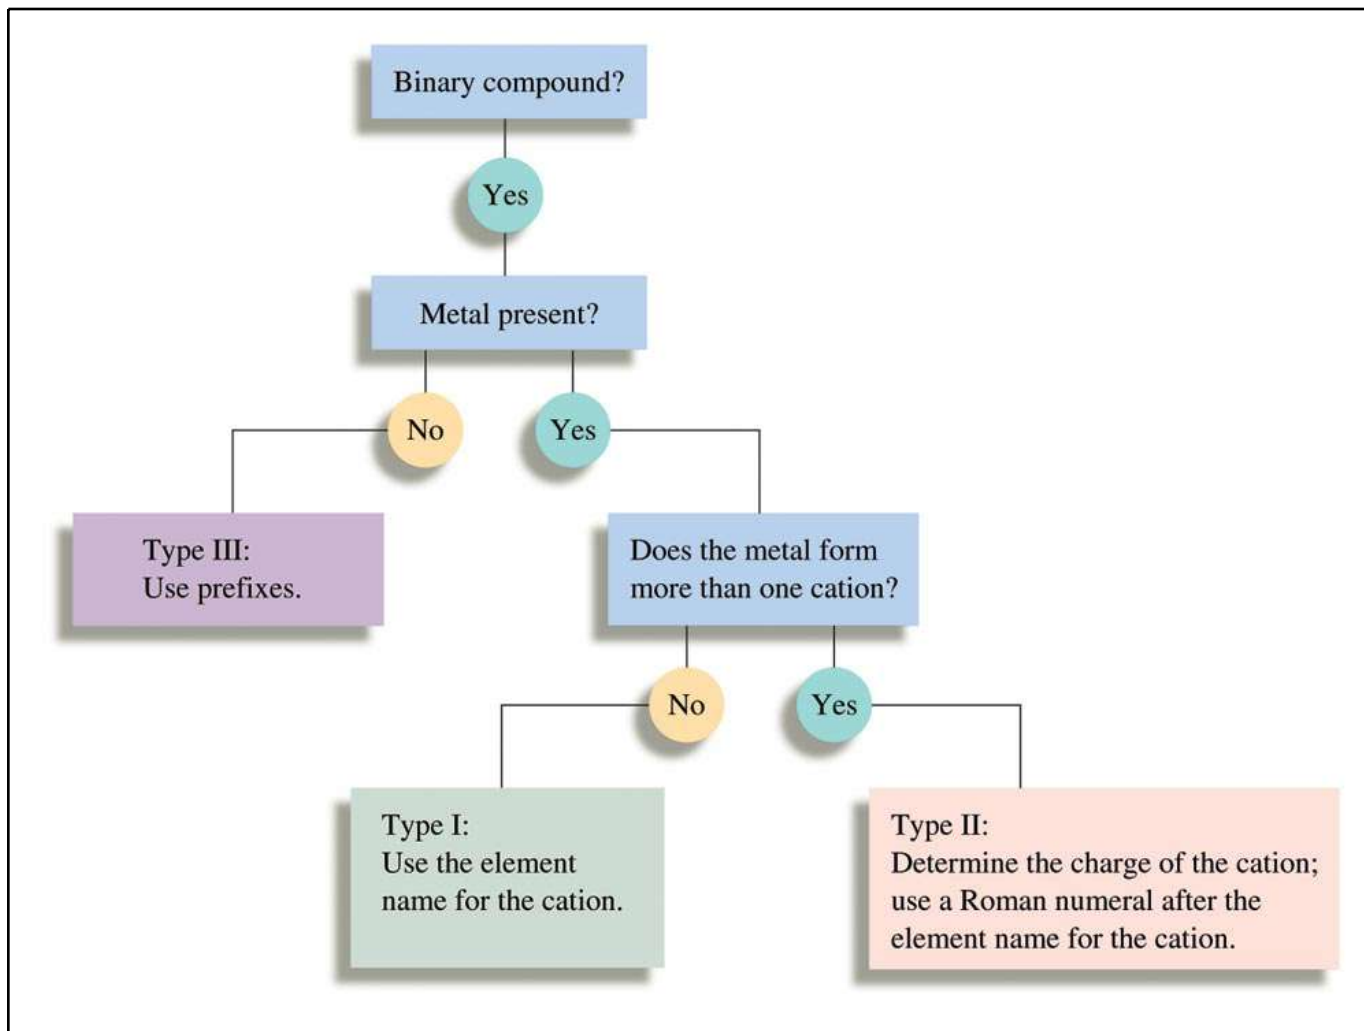 Binary compound?
Yes
Metal present?
No
Yes
Type III:
Use prefixes.
Does the metal form
more than one cation?
No
Yes
Type I:
Use the element
name for the cation.
Type II:
Determine the charge of the cation;
use a Roman numeral after the
element name for the cation.